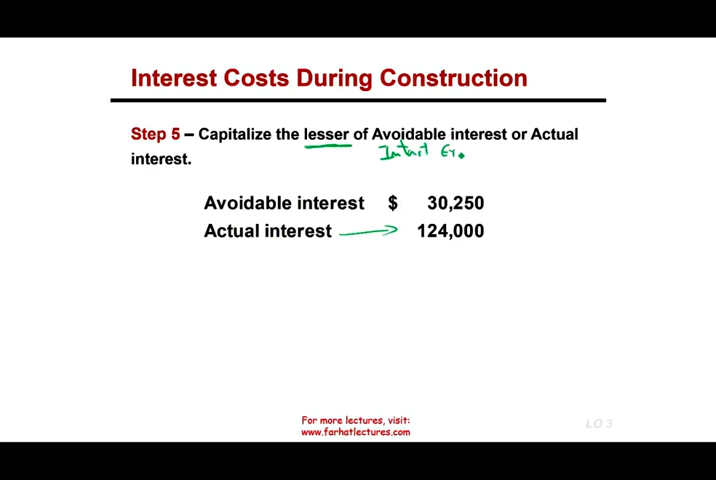 Interest Costs During Construction
Step 5 – Capitalize the lesser of Avoidable interest or Actual
interest.
Avoidable interest $ 30,250
Actual interest 124,000
For more lectures, visit:
www.farhatlectures.com
LO 3